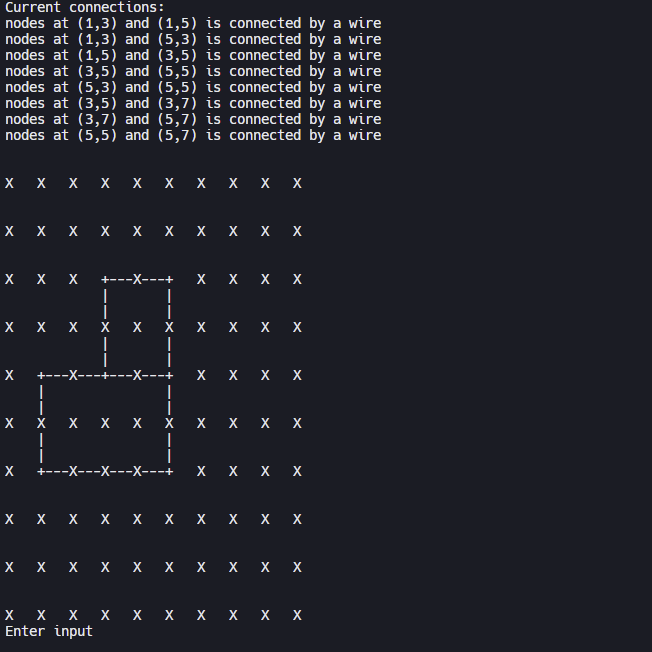 Current connections:
nodes at (1,3) and (1,5) is connected by a wire
nodes at (1,3) and (5,3) is connected by a wire
nodes at (1,5) and (3,5) is connected by a wire
nodes at (3,5) and (5,5) is connected by a wire
nodes at (5,3) and (5,5) is connected by a wire
nodes at (3,5) and (3,7) is connected by a wire
nodes at (3,7) and (5,7) is connected by a wire
nodes at (5,5) and (5,7) is connected by a wire
X   X   X   X   X   X   X   X   X   X
X   X   X   X   X   X   X   X   X   X
X   X   X   +---X---+   X   X   X   X
            |       |
            |       |
X   X   X   X   X   X   X   X   X   X
            |       |
            |       |
X   +---X---+---X---+   X   X   X   X
    |               |
    |               |
X   X   X   X   X   X   X   X   X   X
    |               |
    |               |
X   +---X---X---X---+   X   X   X   X
X   X   X   X   X   X   X   X   X   X
X   X   X   X   X   X   X   X   X   X
X   X   X   X   X   X   X   X   X   X
Enter input